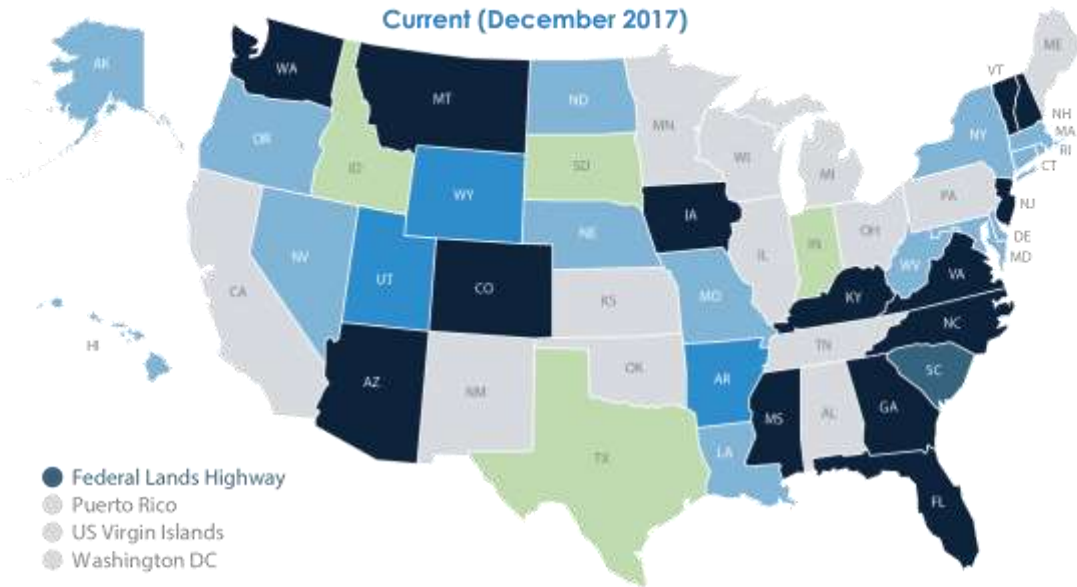 Current (December 2017)
AK
WA
MT
ND
MN
ME
VT
NH
MA
RI
CT
NY
OR
ID
SD
WI
MI
WY
IA
PA
NJ
NE
IL
IN
OH
DE
MD
WV
VA
NV
UT
CO
KS
MO
KY
CA
HI
NC
TN
AZ
NM
OK
AR
SC
MS
AL
GA
TX
LA
FL
Federal Lands Highway
Puerto Rico
US Virgin Islands
Washington DC